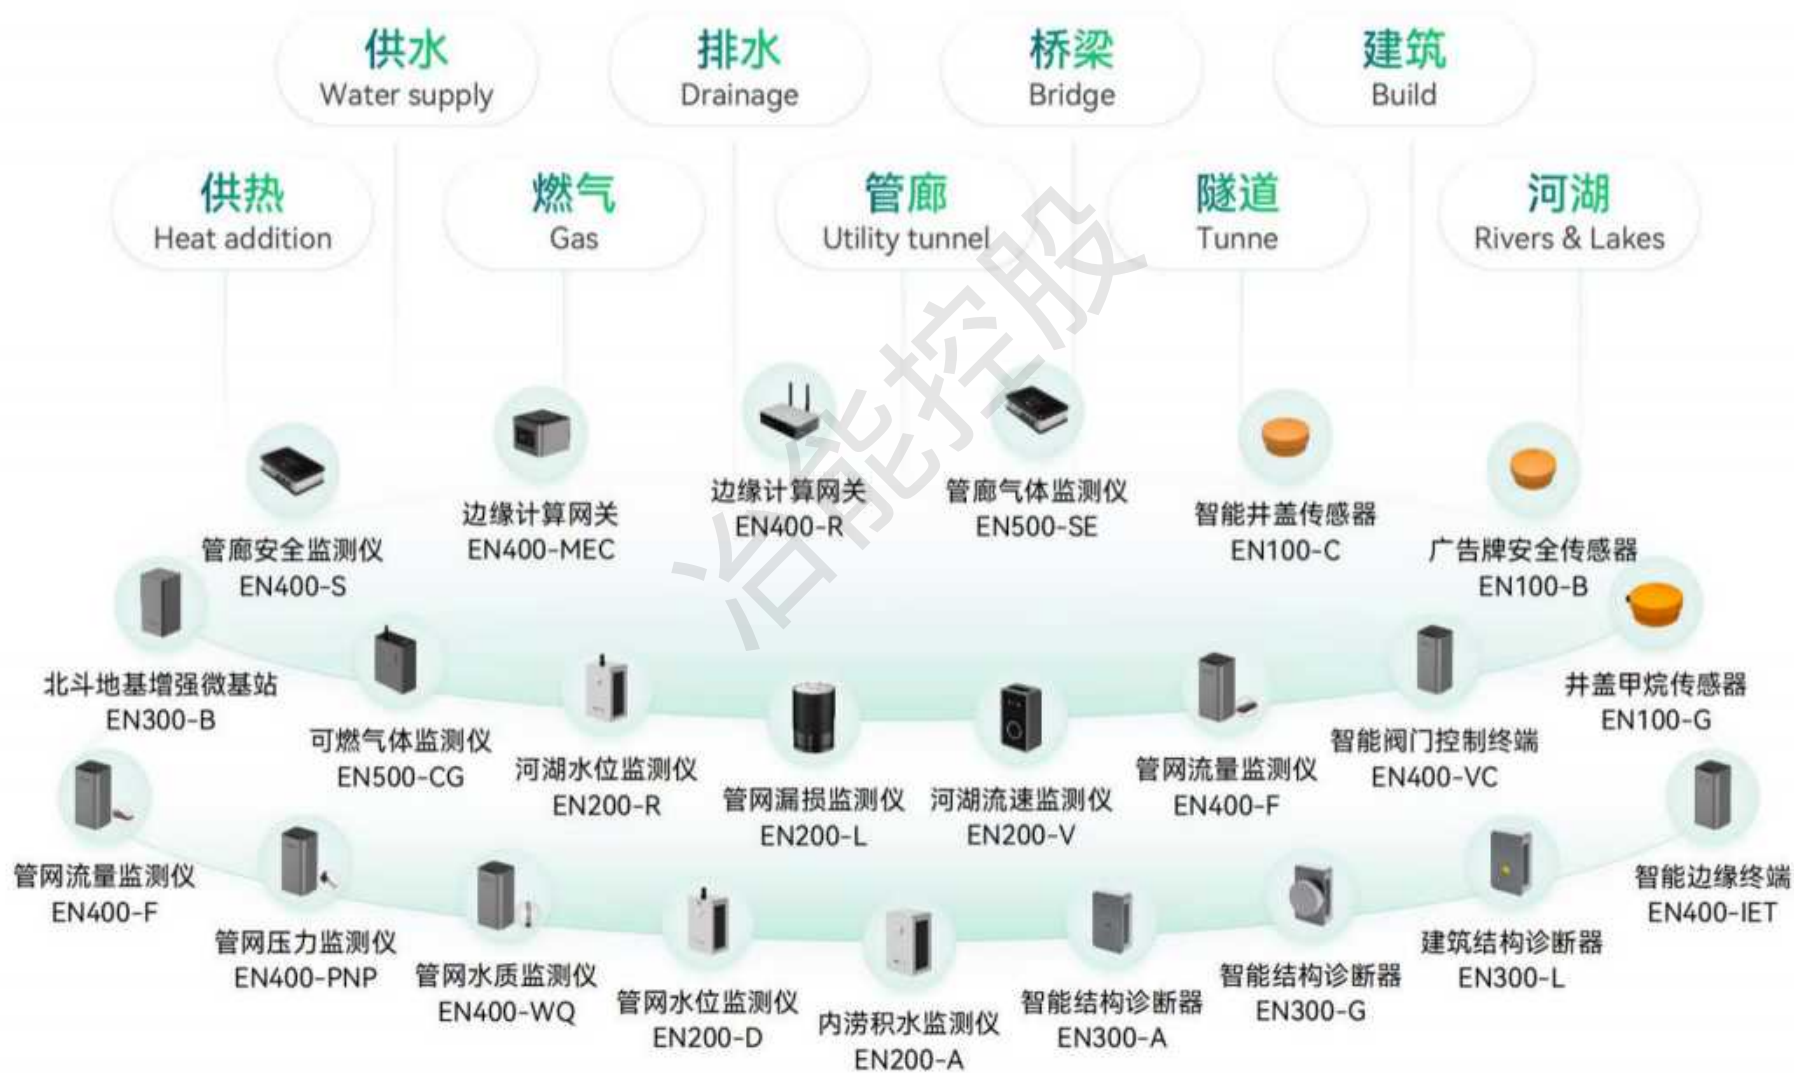 供水
Water supply
排水
Drainage
桥梁
Bridge
建筑
Build
供热
Heat addition
燃气
Gas
管廊
Utility tunnel
隧道
Tunne
河湖
Rivers & Lakes
管廊安全监测仪
EN400-S
边缘计算网关
EN400-MEC
边缘计算网关
EN400-R
管廊气体监测仪
EN500-SE
智能井盖传感器
EN100-C
广告牌安全传感器
EN100-B
北斗地基增强微基站
EN300-B
可燃气体监测仪
EN500-CG
河湖水位监测仪
EN200-R
管网漏损监测仪
EN200-L
河湖流速监测仪
EN200-V
管网流量监测仪
EN400-F
智能阀门控制终端
EN400-VC
井盖甲烷传感器
EN100-G
管网流量监测仪
EN400-F
管网压力监测仪
EN400-PNP
管网水质监测仪
EN400-WQ
管网水位监测仪
EN200-D
内涝积水监测仪
EN200-A
智能结构诊断器
EN300-A
智能结构诊断器
EN300-G
建筑结构诊断器
EN300-L
智能边缘终端
EN400-IET
冶能控股